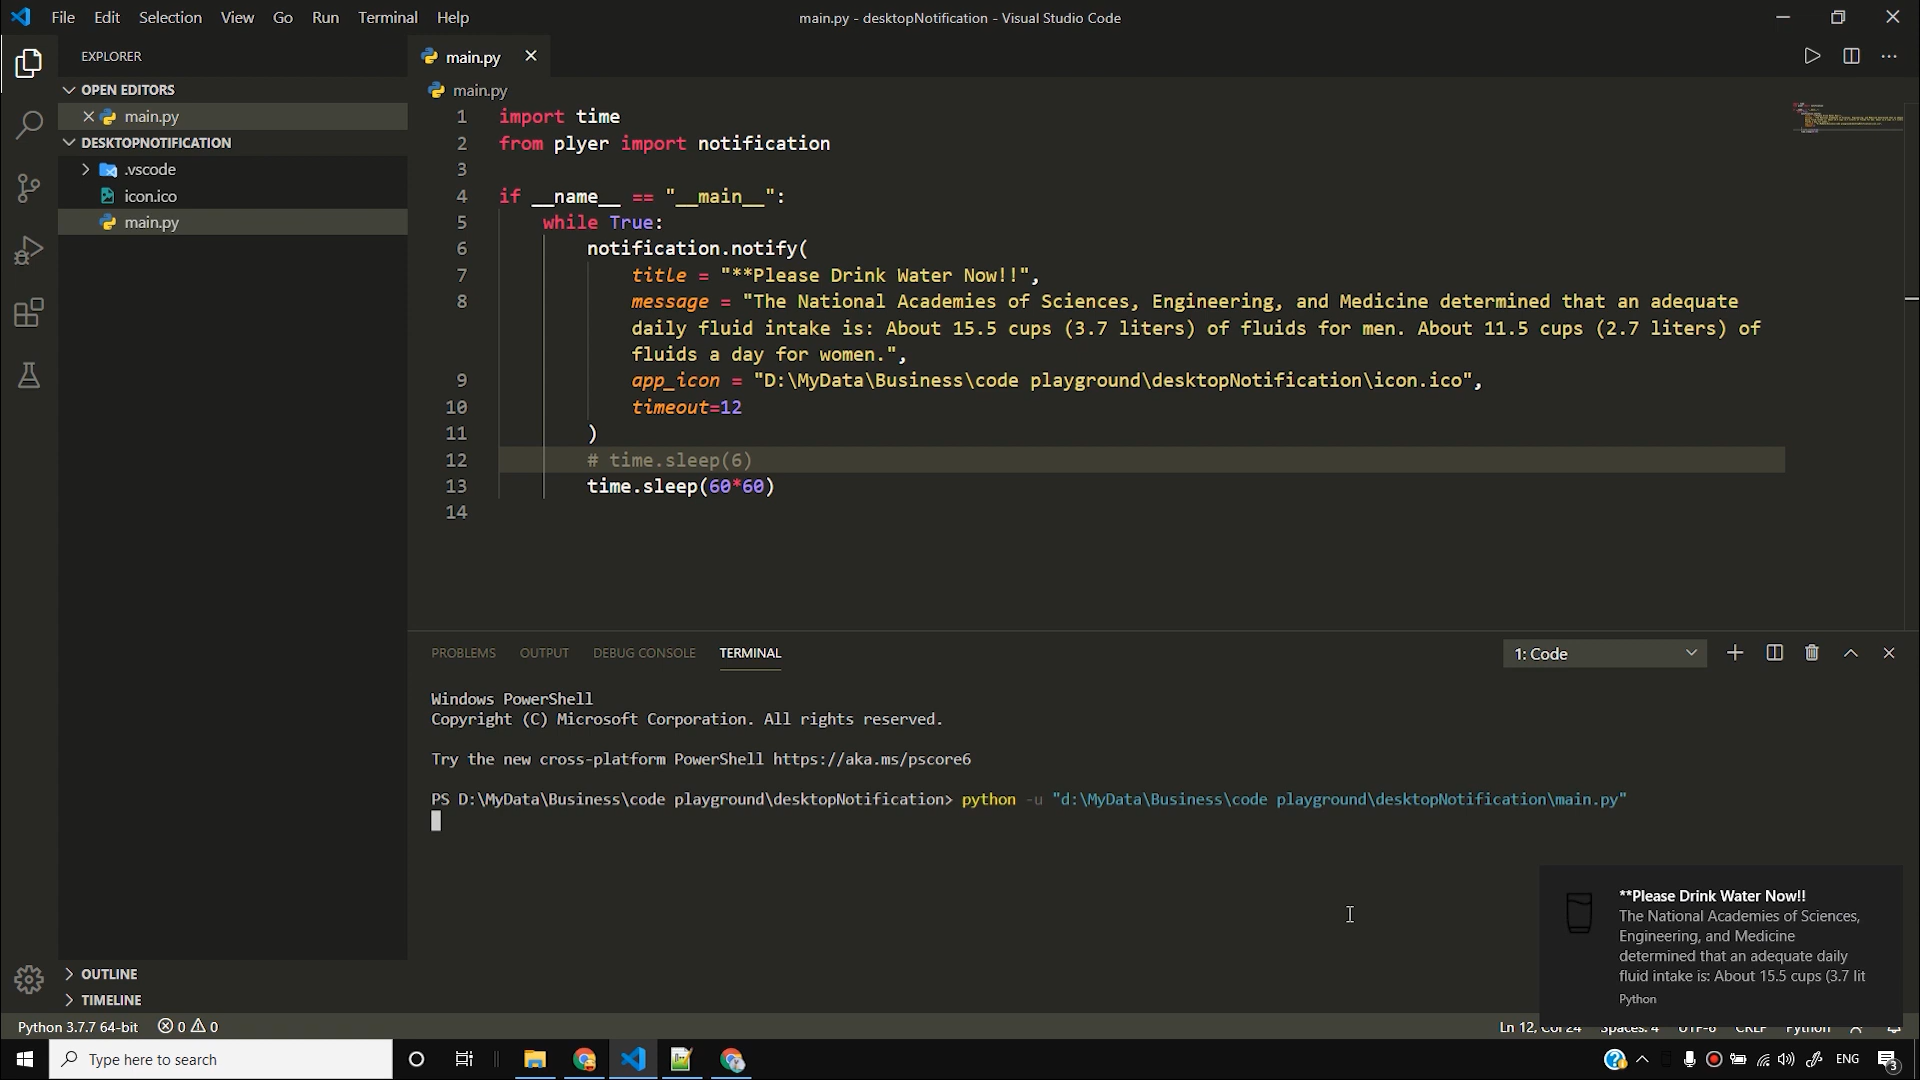 File Edit Selection View Go Run Terminal Help
main.py - desktopNotification - Visual Studio Code
EXPLORER
OPEN EDITORS
main.py
DESKTOPNOTIFICATION
.vscode
icon.ico
main.py
OUTLINE
TIMELINE
main.py
main.py
1 import time
2 from plyer import notification
3
4 if __name__ == "__main__":
5 while True:
6 notification.notify(
7 title = "**Please Drink Water Now!!",
8 message = "The National Academies of Sciences, Engineering, and Medicine determined that an adequate
daily fluid intake is: About 15.5 cups (3.7 liters) of fluids for men. About 11.5 cups (2.7 liters) of
fluids a day for women.",
9 app_icon = "D:\MyData\Business\code playground\desktopNotification\icon.ico",
10 timeout=12
11 )
12 # time.sleep(6)
13 time.sleep(60*60)
14
PROBLEMS OUTPUT DEBUG CONSOLE TERMINAL
1: Code
Windows PowerShell
Copyright (C) Microsoft Corporation. All rights reserved.
Try the new cross-platform PowerShell https://aka.ms/pscore6
PS D:\MyData\Business\code playground\desktopNotification> python -u "d:\MyData\Business\code playground\desktopNotification\main.py"
**Please Drink Water Now!!
The National Academies of Sciences,
Engineering, and Medicine
determined that an adequate daily
fluid intake is: About 15.5 cups (3.7 lit
Python
Python 3.7.7 64-bit 0 0
Ln 12, Col 24 Spaces: 4 UTF-8 CRLF Python
Type here to search
ENG
3